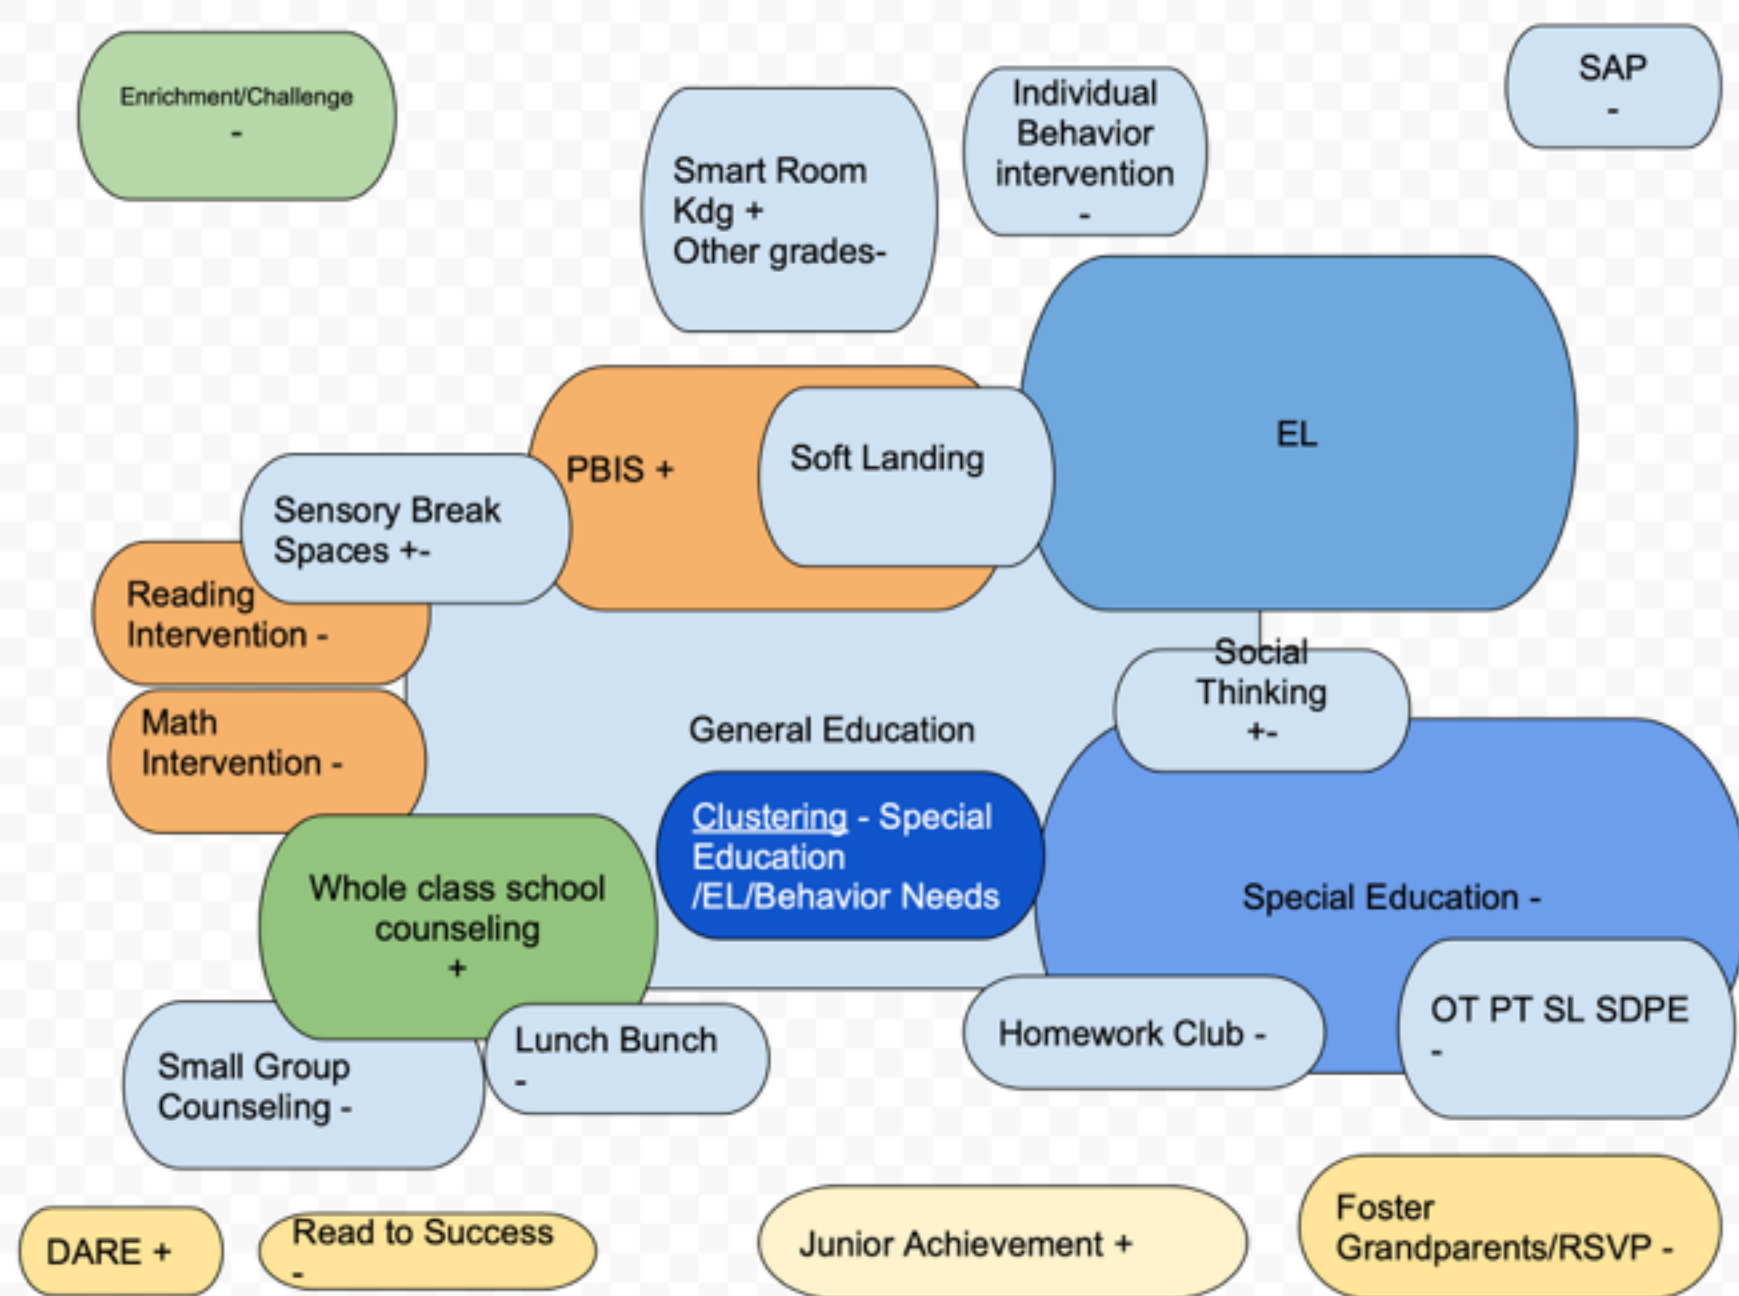 Enrichment/Challenge
-
SAP
-
Individual
Behavior
intervention
-
Smart Room
Kdg +
Other grades-
EL
PBIS +
Soft Landing
Sensory Break
Spaces +-
Reading
Intervention -
Social
Thinking
+-
Math
Intervention -
General Education
Clustering - Special
Education
/EL/Behavior Needs
Whole class school
counseling
+
Special Education -
OT PT SL SDPE
-
Homework Club -
Lunch Bunch
-
Small Group
Counseling -
DARE +
Read to Success
-
Junior Achievement +
Foster
Grandparents/RSVP -